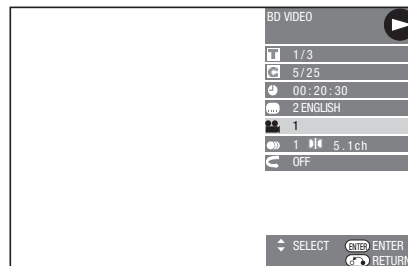 BD VIDEO
T 1/3
C 5/25
00:20:30
2 ENGLISH
1
1 5.1ch
OFF
SELECT ENTER ENTER
RETURN